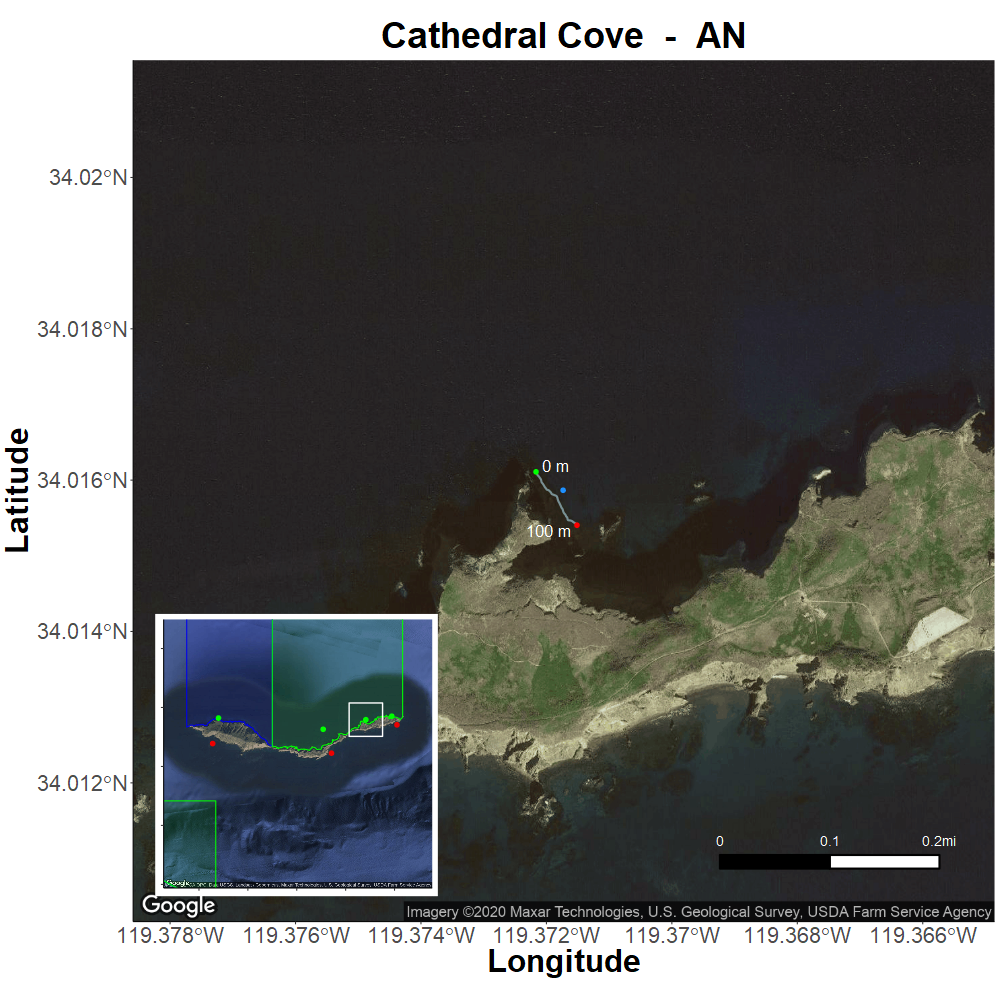 Cathedral Cove - AN
34.02°N
34.018°N
34.016°N
34.014°N
34.012°N
Latitude
0 m
100 m
0 0.1 0.2mi
Google
Google
Imagery ©2020 Maxar Technologies, U.S. Geological Survey, USDA Farm Service Agency
119.378°W 119.376°W 119.374°W 119.372°W 119.37°W 119.368°W 119.366°W
Longitude